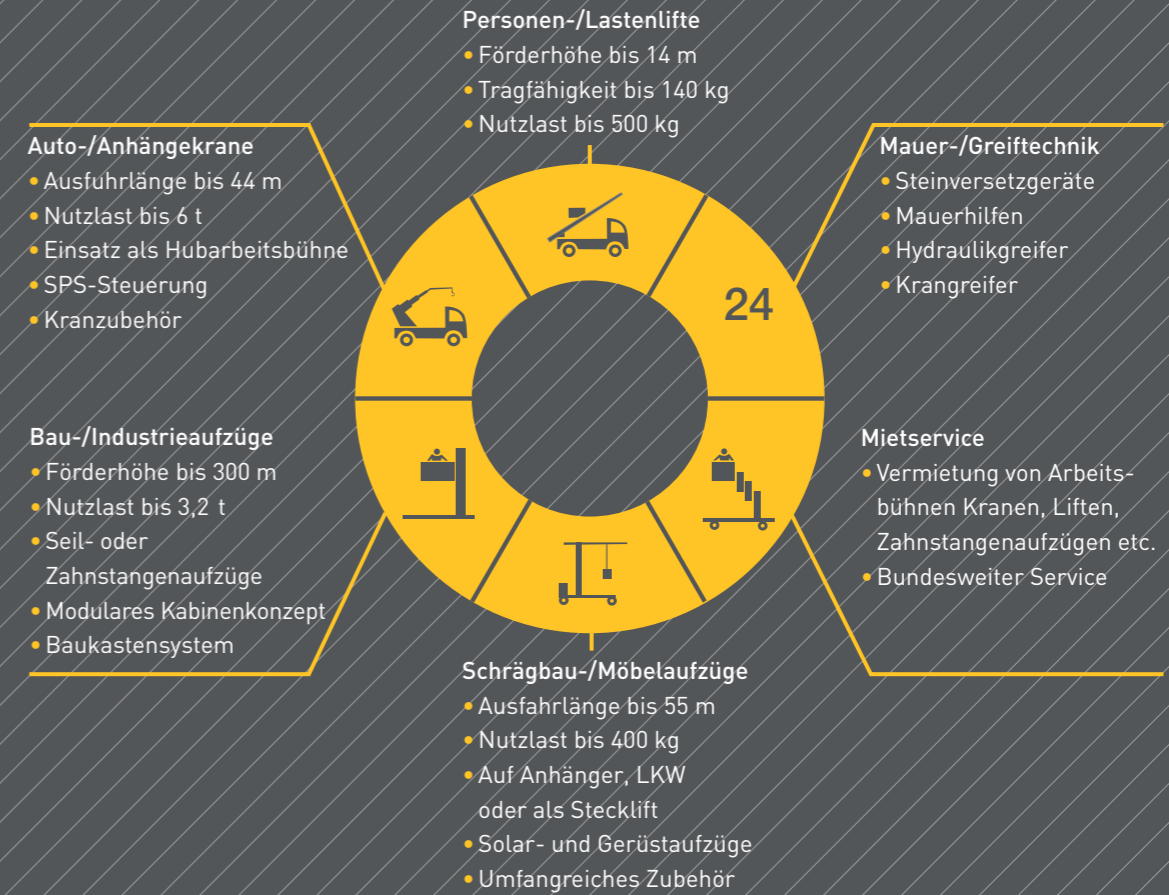 Personen-/Lastenlifte
• Förderhöhe bis 14 m
• Tragfähigkeit bis 140 kg
• Nutzlast bis 500 kg
Auto-/Anhängekrane
• Ausfuhrlänge bis 44 m
• Nutzlast bis 6 t
• Einsatz als Hubarbeitsbühne
• SPS-Steuerung
• Kranzubehör
Mauer-/Greiftechnik
• Steinversetzgeräte
• Mauerhilfen
• Hydraulikgreifer
• Krangreifer
24
Bau-/Industrieaufzüge
• Förderhöhe bis 300 m
• Nutzlast bis 3,2 t
• Seil- oder
Zahnstangenaufzüge
• Modulares Kabinenkonzept
• Baukastensystem
Mietservice
• Vermietung von Arbeits-
bühnen Kranen, Liften,
Zahnstangenaufzügen etc.
• Bundesweiter Service
Schrägbau-/Möbelaufzüge
• Ausfahrlänge bis 55 m
• Nutzlast bis 400 kg
• Auf Anhänger, LKW
oder als Stecklift
• Solar- und Gerüstaufzüge
• Umfangreiches Zubehör